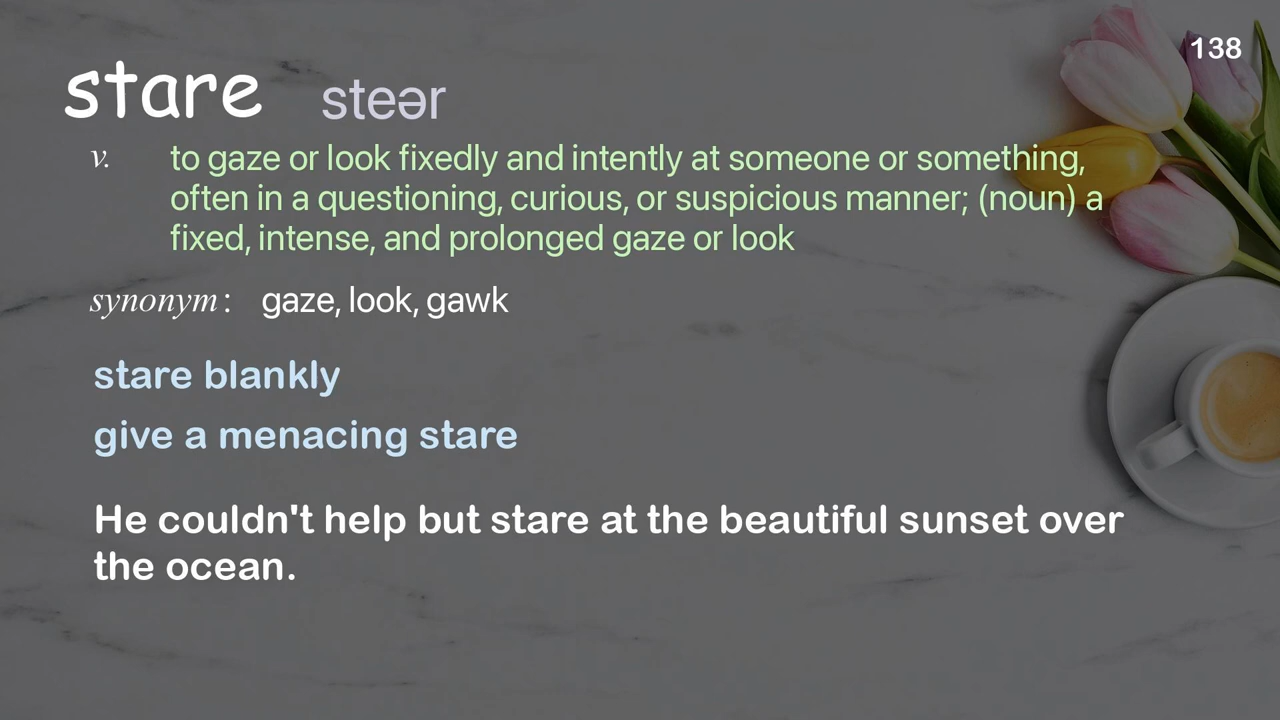 138
stare steər
v. to gaze or look fixedly and intently at someone or something,
often in a questioning, curious, or suspicious manner; (noun) a
fixed, intense, and prolonged gaze or look
synonym: gaze, look, gawk
stare blankly
give a menacing stare
He couldn't help but stare at the beautiful sunset over
the ocean.